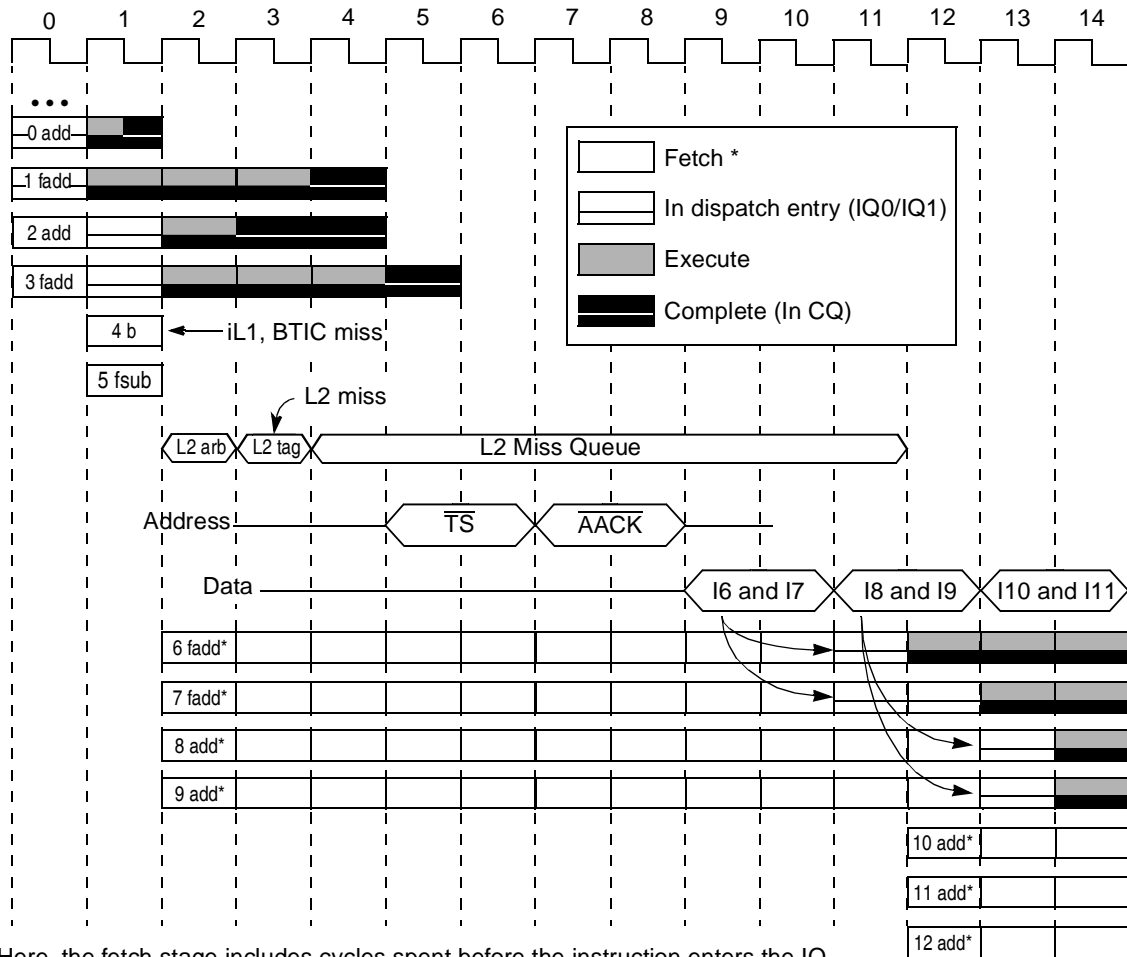 0 1 2 3 4 5 6 7 8 9 10 11 12 13 14
•••
0 add
1 fadd
2 add
3 fadd
4 b
iL1, BTIC miss
5 fsub
Fetch *
In dispatch entry (IQ0/IQ1)
Execute
Complete (In CQ)
L2 miss
L2 arb L2 tag L2 Miss Queue
Address TS AACK
Data I6 and I7 I8 and I9 I10 and I11
6 fadd*
7 fadd*
8 add*
9 add*
10 add*
11 add*
12 add*
Here, the fetch stage includes cycles spent before the instruction enters the IQ